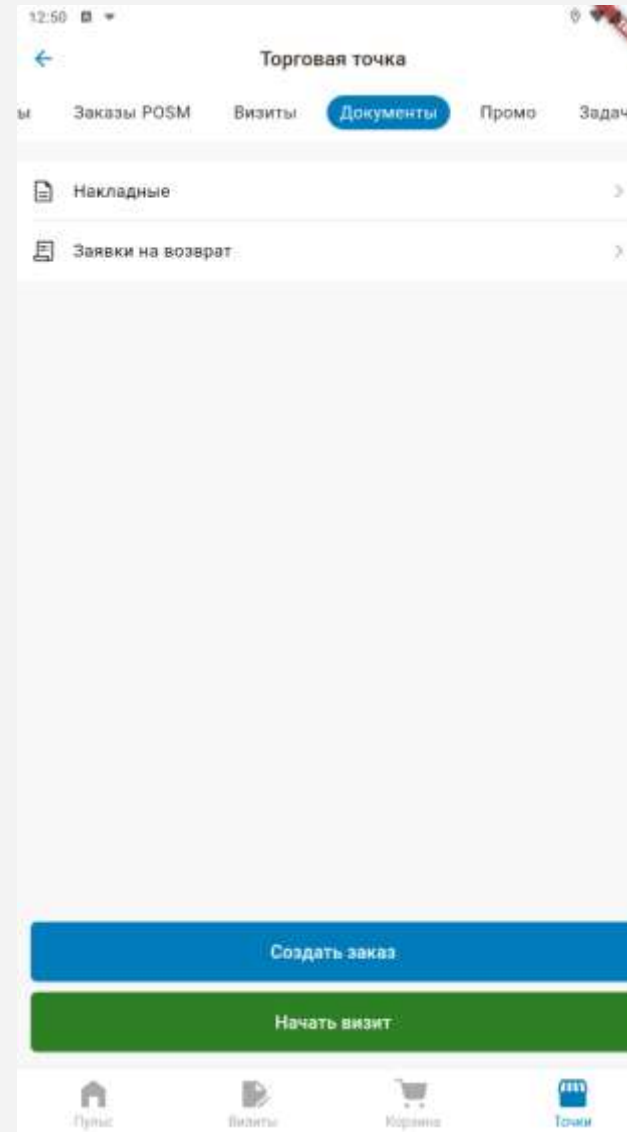 12:50
Торговая точка
ы Заказы POSM Визиты Документы Промо Задач
Накладные
Заявки на возврат
Создать заказ
Начать визит
Пульс Визиты Корзина Точки